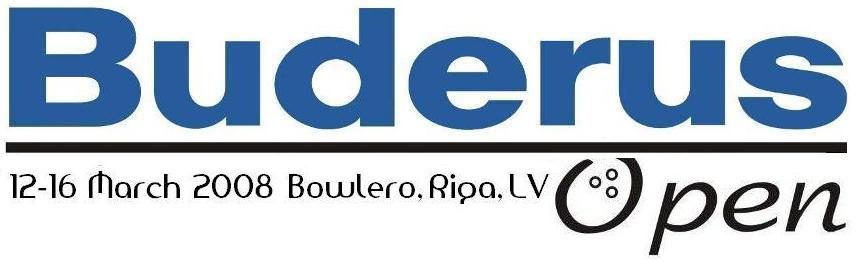 Buderus
12-16 March 2008 Bowlero, Riga, LV
Open